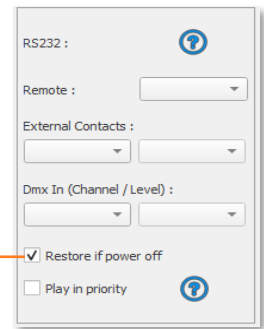 RS232 :
Remote :
External Contacts :
Dmx In (Channel / Level) :
Restore if power off
Play in priority